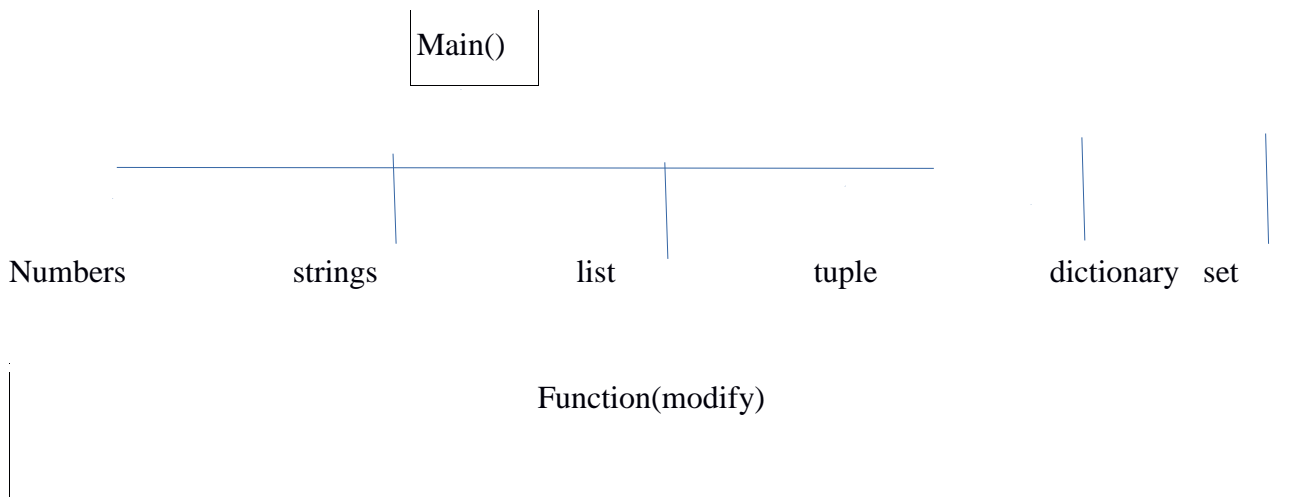 Main()
Numbers strings list tuple dictionary set
Function(modify)